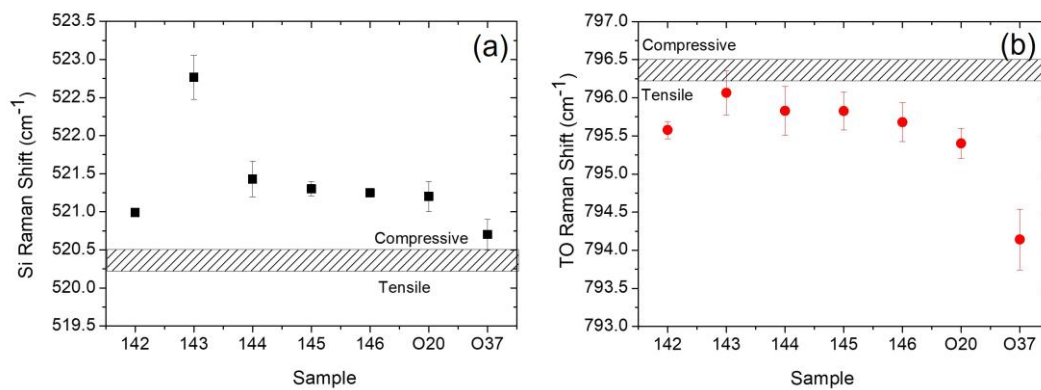 (a)
Si Raman Shift (cm-1)
523.5
523.0
522.5
522.0
521.5
521.0
520.5
520.0
519.5
Compressive
Tensile
142 143 144 145 146 O20 O37
Sample
(b)
TO Raman Shift (cm-1)
797.0
796.5
796.0
795.5
795.0
794.5
794.0
793.5
793.0
Compressive
Tensile
142 143 144 145 146 O20 O37
Sample